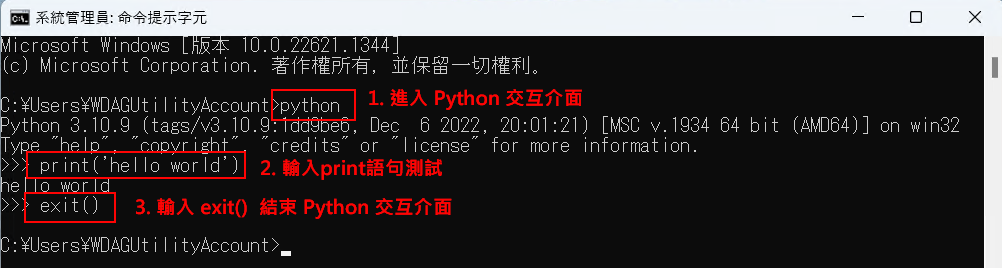 系統管理員: 命令提示字元
Microsoft Windows [版本 10.0.22621.1344]
(c) Microsoft Corporation. 著作權所有，並保留一切權利。
C:¥Users¥WDAGUtilityAccount>python
1. 進入 Python 交互介面
Python 3.10.9 (tags/v3.10.9:1dd9be6, Dec  6 2022, 20:01:21) [MSC v.1934 64 bit (AMD64)] on win32
Type "help", "copyright", "credits" or "license" for more information.
>>> print('hello world')
2. 輸入print語句測試
hello world
>>> exit()
3. 輸入 exit()  結束 Python 交互介面
C:¥Users¥WDAGUtilityAccount>